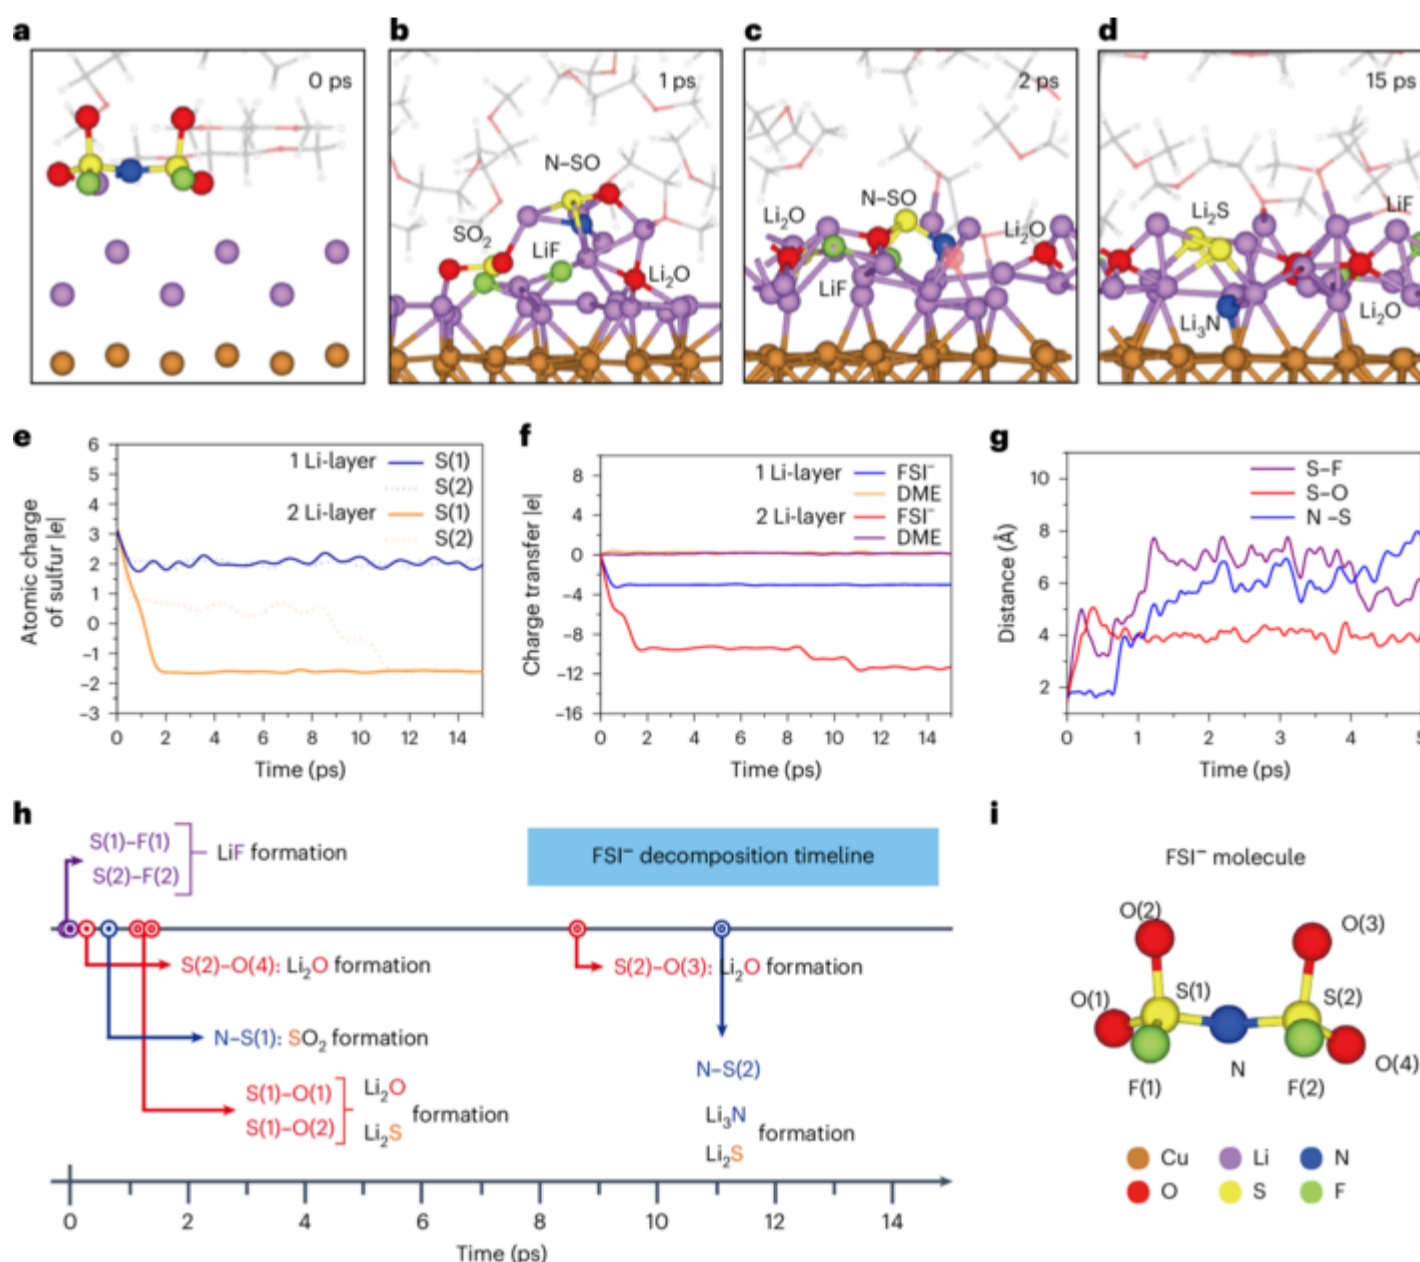 a
0 ps
b
1 ps
N–SO
SO2
LiF
Li2O
c
2 ps
Li2O
N–SO
Li2O
LiF
d
15 ps
Li2S
LiF
Li3N
Li2O
e
Atomic charge
of sulfur |e|
6
5
4
3
2
1
0
–1
–2
–3
1 Li-layer S(1)
S(2)
2 Li-layer S(1)
S(2)
0 2 4 6 8 10 12 14
Time (ps)
f
Charge transfer |e|
8
4
0
–4
–8
–12
–16
1 Li-layer FSI–
DME
2 Li-layer FSI–
DME
0 2 4 6 8 10 12 14
Time (ps)
g
Distance (Å)
10
8
6
4
2
S–F
S–O
N –S
0 1 2 3 4 5
Time (ps)
h
S(1)–F(1)
S(2)–F(2)
LiF formation
FSI– decomposition timeline
S(2)–O(4): Li2O formation
S(2)–O(3): Li2O formation
N–S(1): SO2 formation
S(1)–O(1)
S(1)–O(2)
Li2O
Li2S
formation
N–S(2)
Li3N
Li2S
formation
0 2 4 6 8 10 12 14
Time (ps)
i
FSI– molecule
O(2)
O(3)
O(1)
S(1)
S(2)
O(4)
F(1)
N
F(2)
Cu Li N
O S F